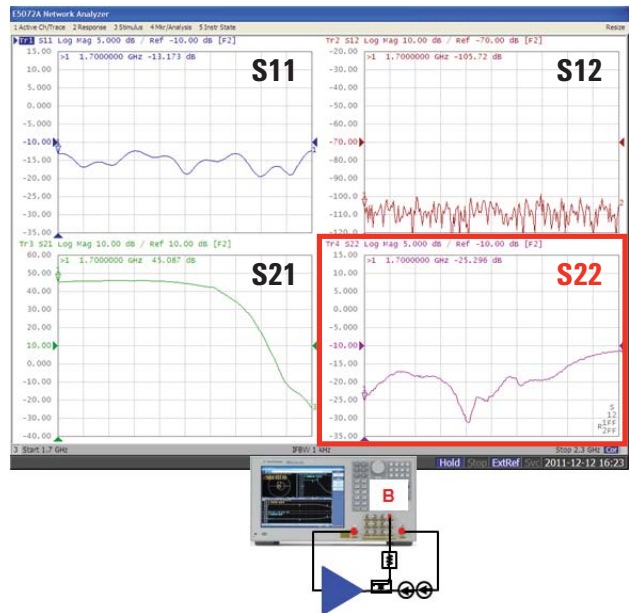 E5072A Network Analyzer
1 Active Ch/Trace 2 Response 3 Stimulus 4 Mkr/Analysis 5 Instr State
Resize
Tr1 S11 Log Mag 5.000 dB / Ref -10.00 dB [F2]
15.00
>1 1.7000000 GHz -13.173 dB
S11
10.00
5.000
0.000
-5.000
-10.00
-15.00
-20.00
-25.00
-30.00
-35.00
1
Tr2 S12 Log Mag 10.00 dB / Ref -70.00 dB [F2]
-20.00
>1 1.7000000 GHz -105.72 dB
S12
-30.00
-40.00
-50.00
-60.00
-70.00
-80.00
-90.00
-100.0
-110.0
-120.0
2
Tr3 S21 Log Mag 10.00 dB / Ref 10.00 dB [F2]
60.00
>1 1.7000000 GHz 45.087 dB
S21
50.00
40.00
30.00
20.00
10.00
0.000
-10.00
-20.00
-30.00
-40.00
3
Tr4 S22 Log Mag 5.000 dB / Ref -10.00 dB [F2]
15.00
>1 1.7000000 GHz -25.296 dB
S22
10.00
5.000
0.000
-5.000
-10.00
-15.00
-20.00
-25.00
-30.00
-35.00
S
12
R1FF
2FF
3 Start 1.7 GHz
IFBW 1 kHz
Stop 2.3 GHz Cor
Hold Stop ExtRef Svc 2011-12-12 16:23
B